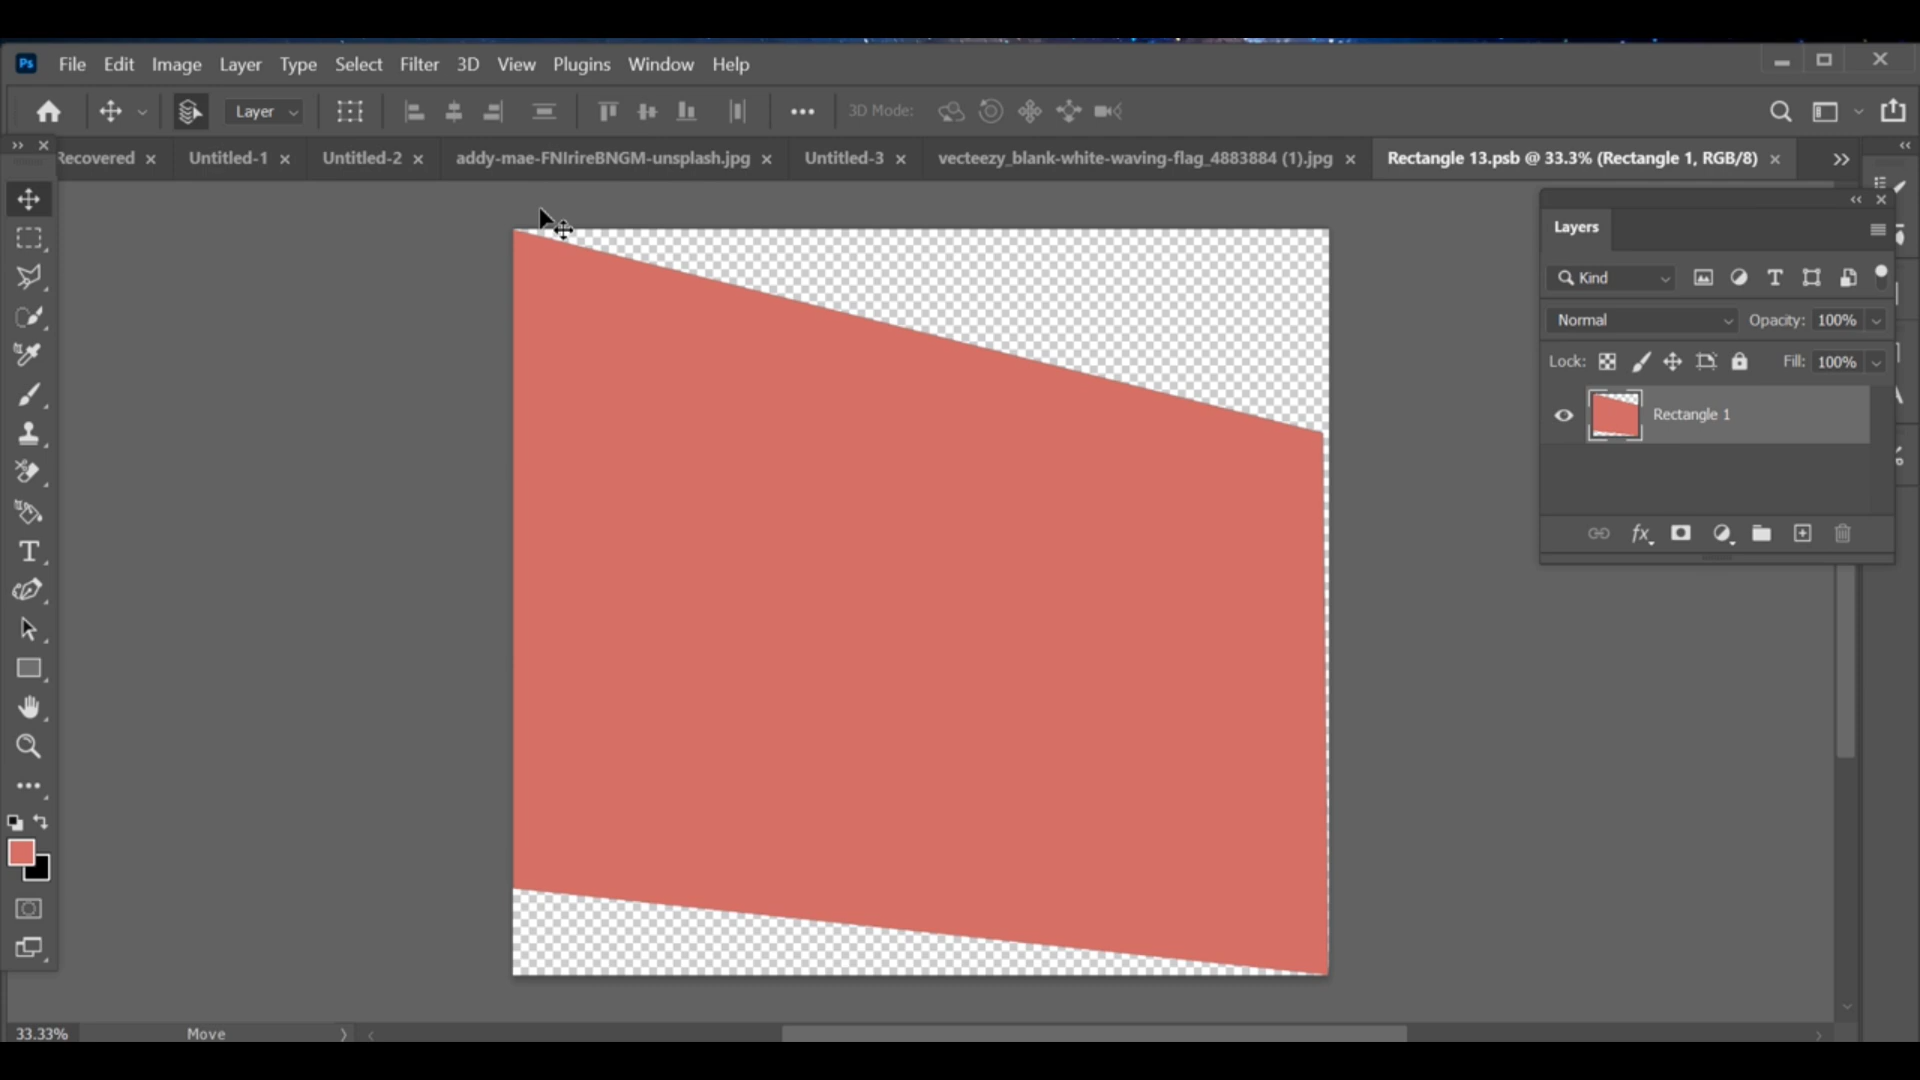 Ps File Edit Image Layer Type Select Filter 3D View Plugins Window Help
Layer 3D Mode:
Recovered Untitled-1 Untitled-2 addy-mae-FNIrireBNGM-unsplash.jpg Untitled-3 vecteezy_blank-white-waving-flag_4883884 (1).jpg Rectangle 13.psb @ 33.3% (Rectangle 1, RGB/8)
Layers
Kind
Normal Opacity: 100%
Lock: Fill: 100%
Rectangle 1
fx
33.33% Move